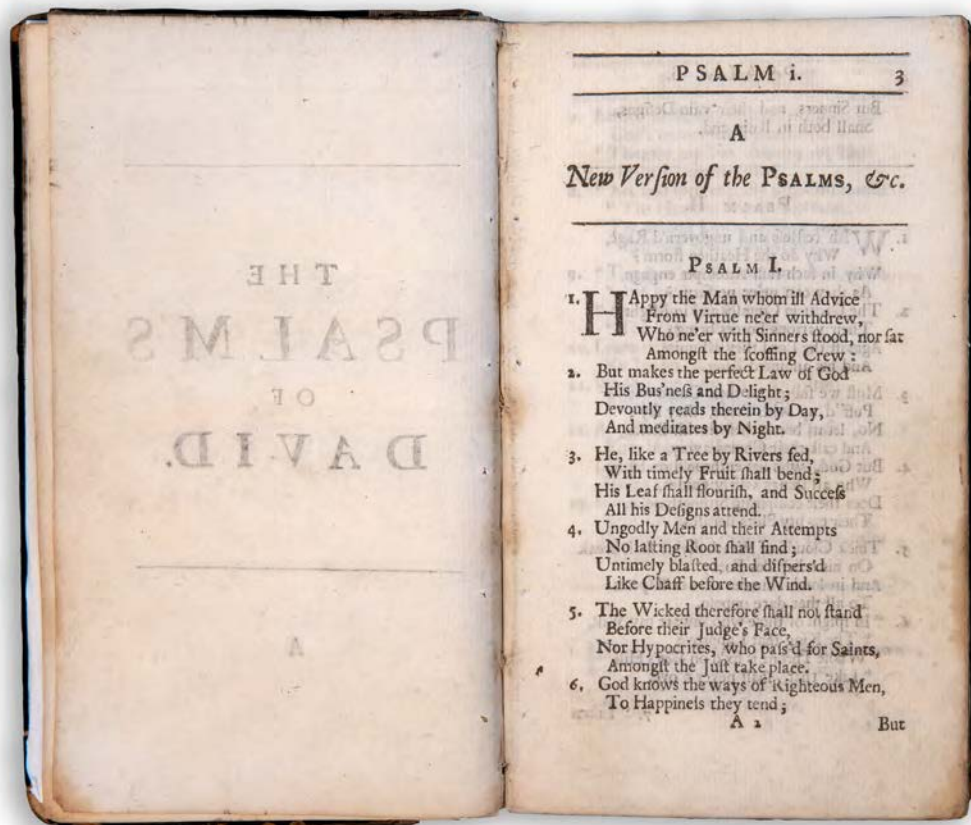 PSALM i. 3
A
New Verſion of the PSALMS, &c.
PSALM I.
1. HAppy the Man whom ill Advice
From Virtue ne'er withdrew,
Who ne'er with Sinners ſtood, nor ſat
Amongſt the ſcoffing Crew:
2. But makes the perfect Law of God
His Bus'neſs and Delight;
Devoutly reads therein by Day,
And meditates by Night.
3. He, like a Tree by Rivers fed,
With timely Fruit ſhall bend;
His Leaf ſhall flouriſh, and Succeſs
All his Deſigns attend.
4. Ungodly Men and their Attempts
No laſting Root ſhall find;
Untimely blaſted, and diſpers'd
Like Chaff before the Wind.
5. The Wicked therefore ſhall not ſtand
Before their Judge's Face,
Nor Hypocrites, who paſs'd for Saints,
Amongſt the Juſt take place.
6. God knows the ways of Righteous Men,
To Happineſs they tend;
A 2 But
THE
PSALMS
OF
DAVID.
A